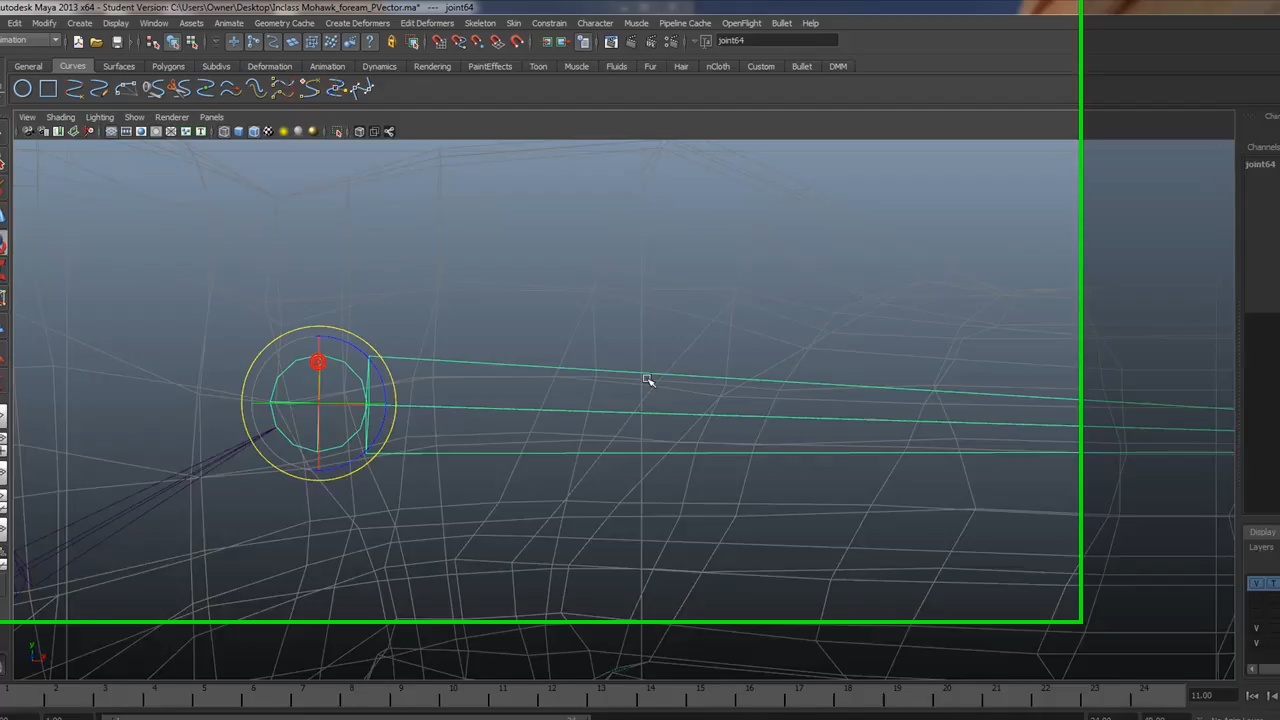 Autodesk Maya 2013 x64 - Student Version: C:\Users\Owner\Desktop\Inclass Mohawk_foream_PVector.ma* --- joint64
Edit Modify Create Display Window Assets Animate Geometry Cache Create Deformers Edit Deformers Skeleton Skin Constraint Character Muscle Pipeline Cache OpenFlight Window Bullet Help
nimation
joint64
General Curves Surfaces Polygons Subdivs Deformation Animation Dynamics Rendering PaintEffects Toon Muscle Fluids Fur Hair nCloth Custom Bullet DMM
View Shading Lighting Show Renderer Panels
Channels
joint64
Display
Layers
V T
V
V
y
1 2 3 4 5 6 7 8 9 10 11 12 13 14 15 16 17 18 19 20 21 22 23 24 11.00